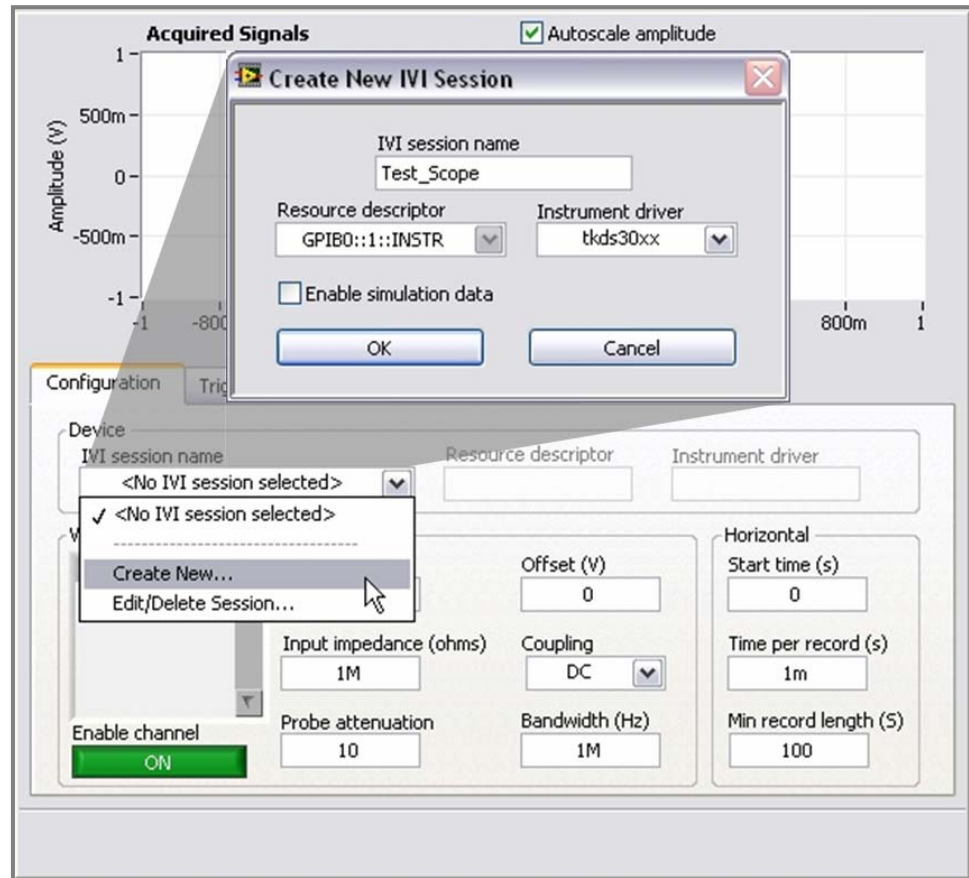 Acquired Signals
Autoscale amplitude
Amplitude (V)
1
500m
0
-500m
-1
-1
800m
1
Create New IVI Session
IVI session name
Test_Scope
Resource descriptor
Instrument driver
GPIB0::1::INSTR
tkds30xx
Enable simulation data
OK
Cancel
Configuration
Device
IVI session name
Resource descriptor
Instrument driver
<No IVI session selected>
✓ <No IVI session selected>
Create New...
Edit/Delete Session...
Offset (V)
0
Input impedance (ohms)
1M
Coupling
DC
Probe attenuation
10
Bandwidth (Hz)
1M
Enable channel
ON
Horizontal
Start time (s)
0
Time per record (s)
1m
Min record length (S)
100